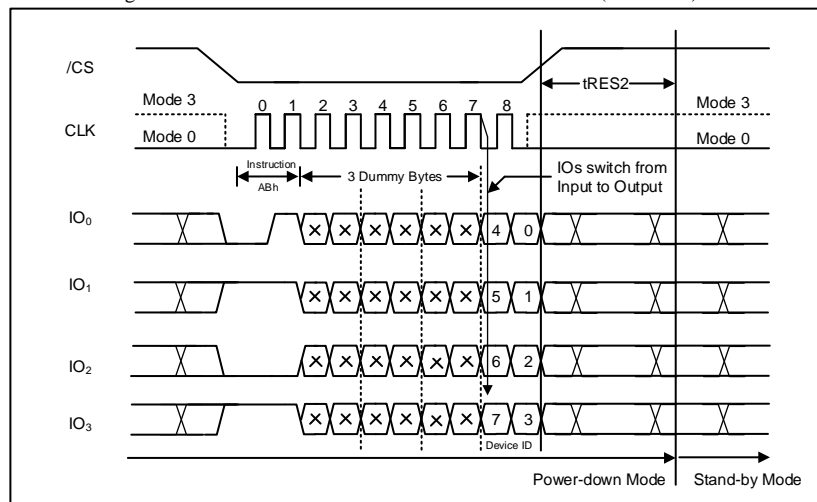 /CS
tRES2
Mode 3
0 1 2 3 4 5 6 7 8
Mode 3
CLK
Mode 0
Mode 0
Instruction
ABh
3 Dummy Bytes
IOs switch from
Input to Output
IO0
× × × × × × 4 0
IO1
× × × × × × 5 1
IO2
× × × × × × 6 2
IO3
× × × × × × 7 3
Device ID
Power-down Mode
Stand-by Mode